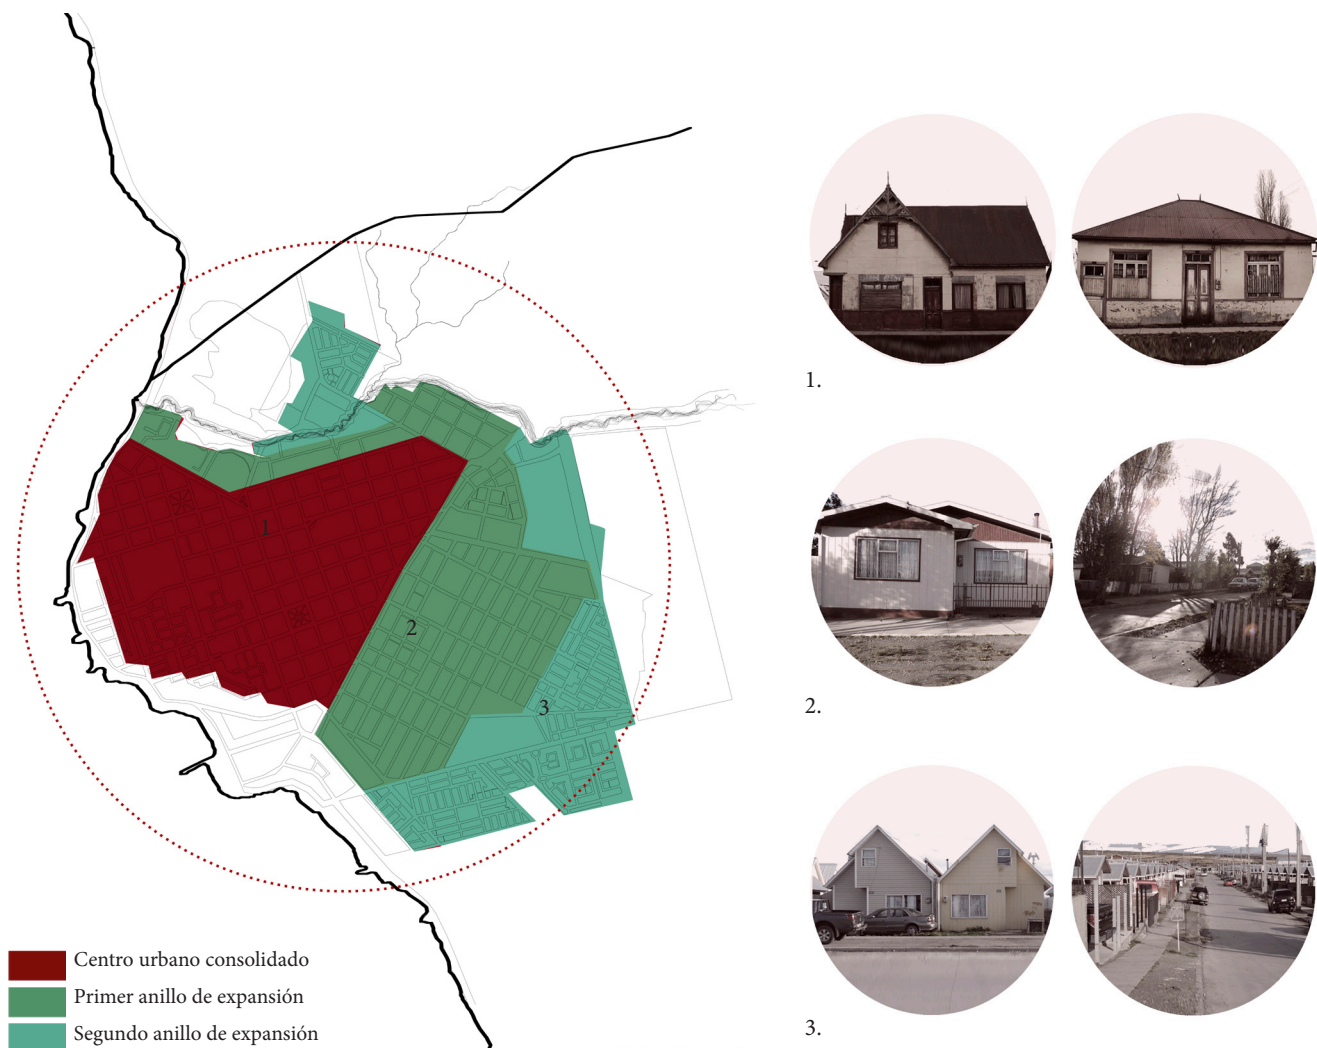 1
2
3
Centro urbano consolidado
Primer anillo de expansión
Segundo anillo de expansión
1.
2.
3.